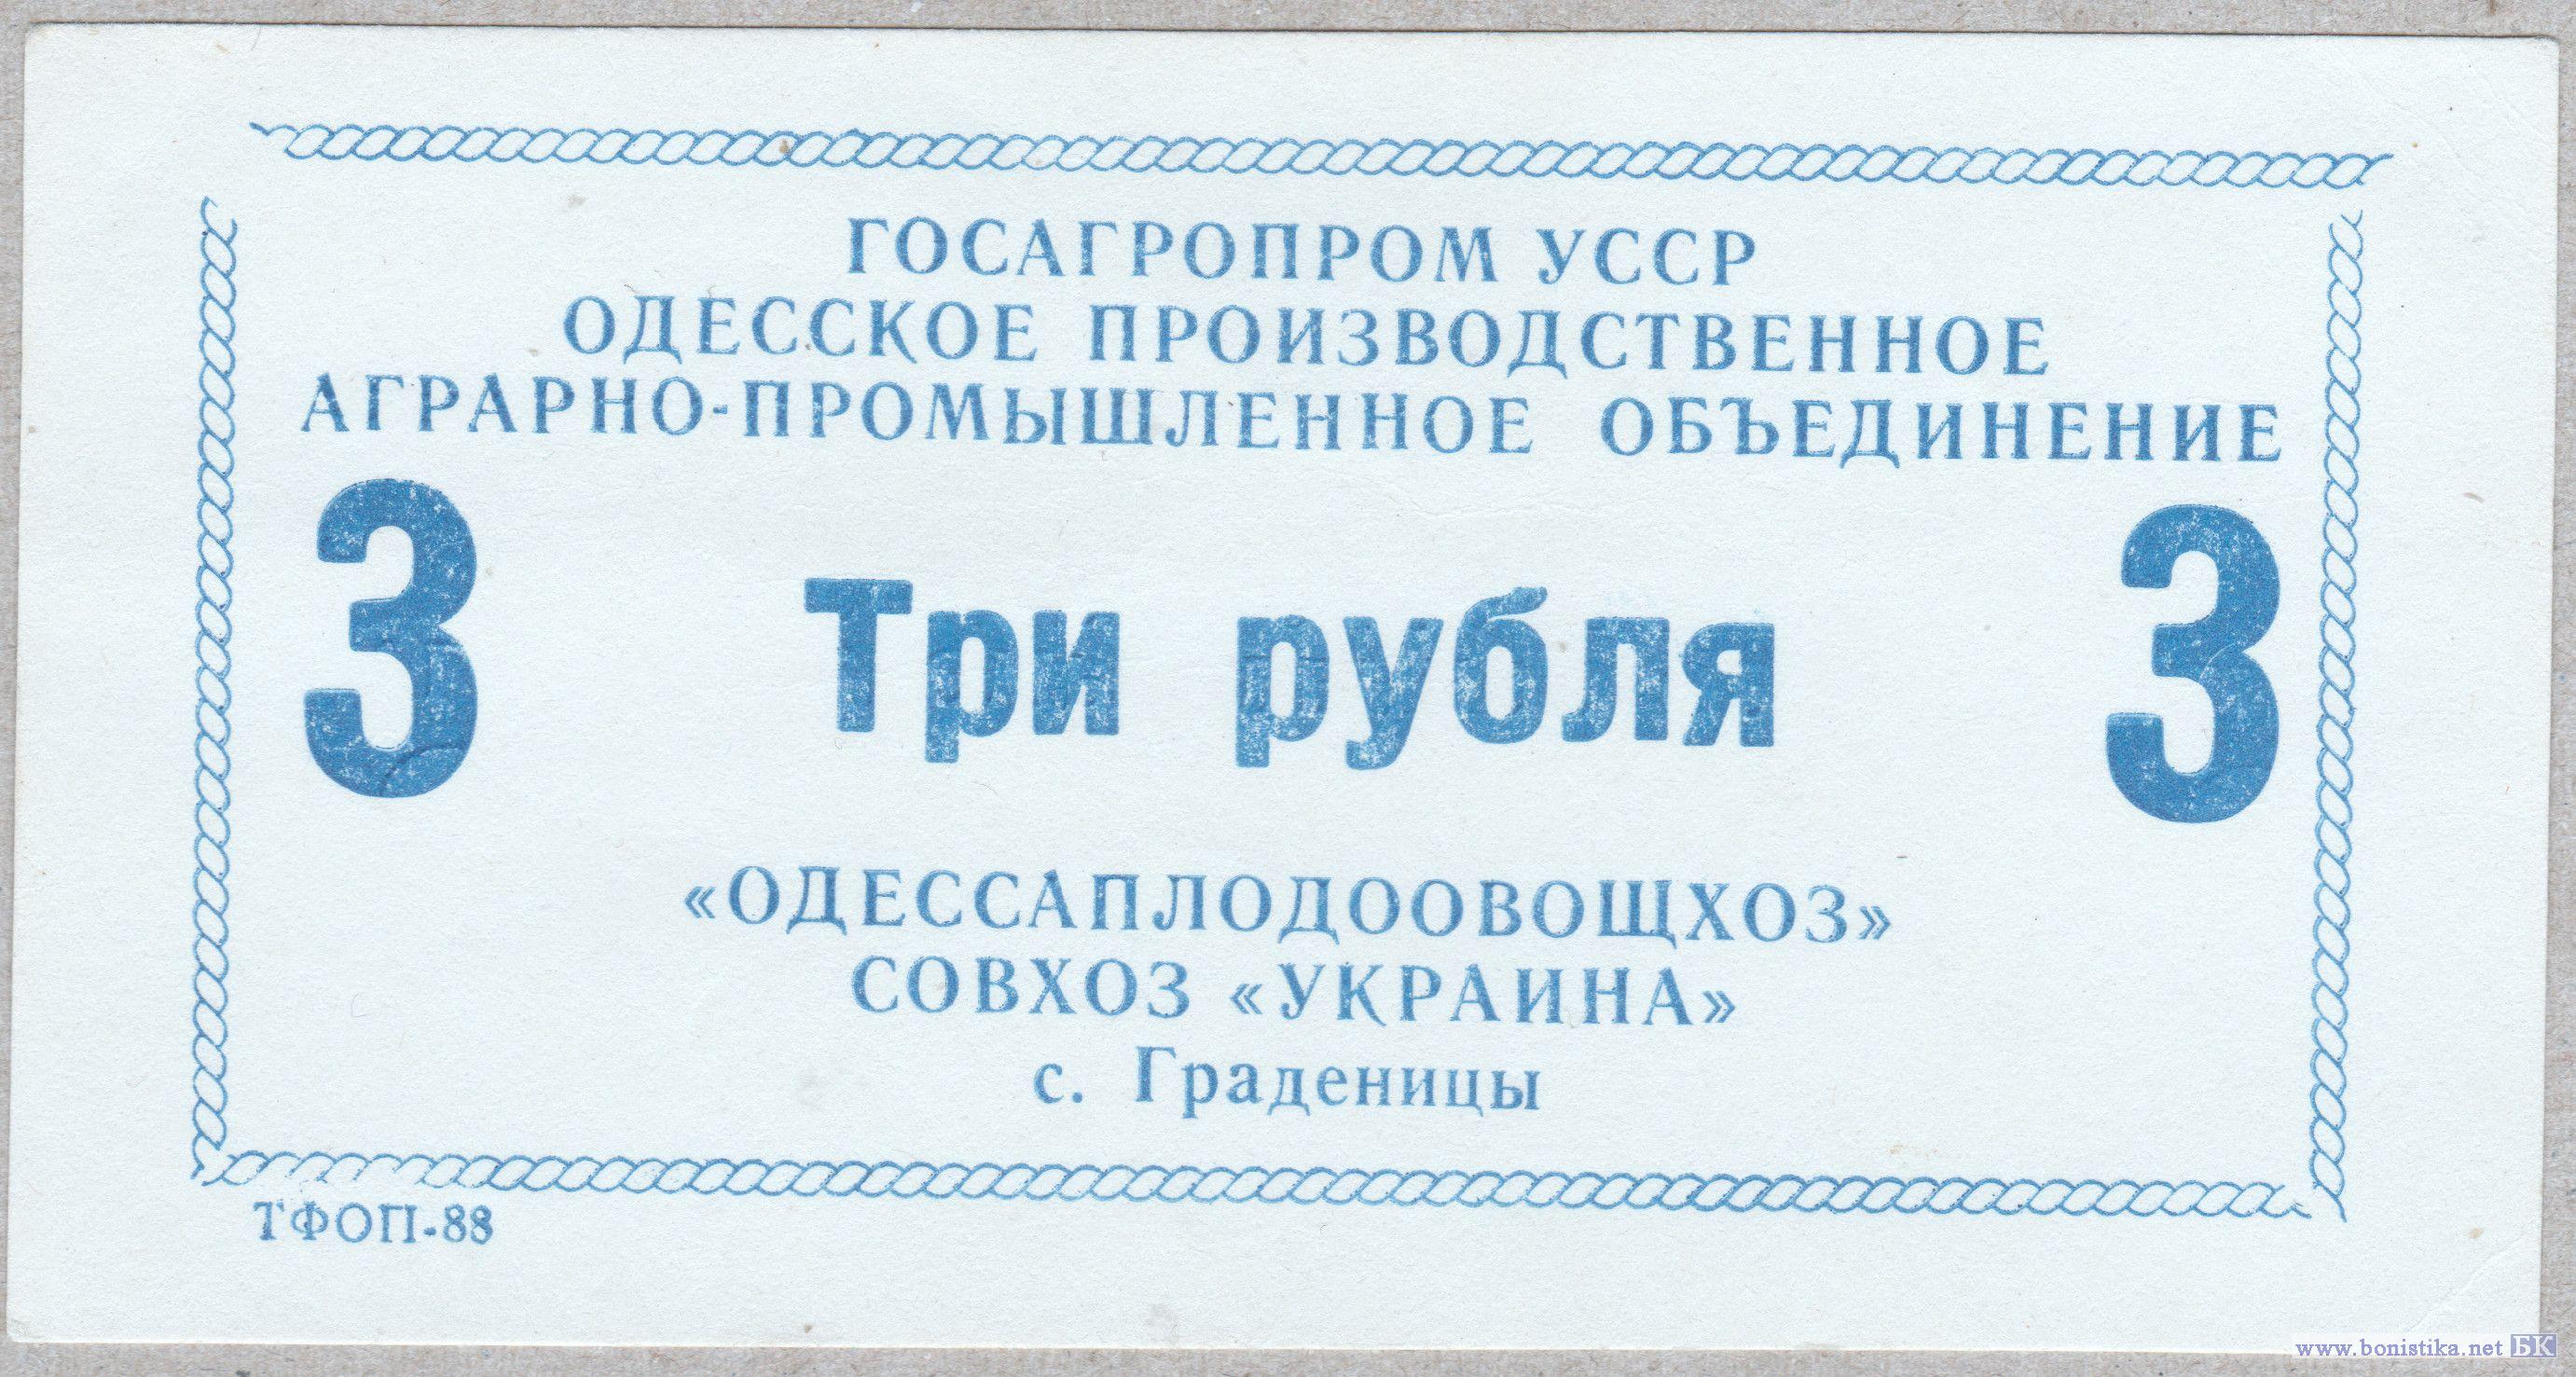 ГОСАГРОПРОМ УССР
ОДЕССКОЕ ПРОИЗВОДСТВЕННОЕ
АГРАРНО-ПРОМЫШЛЕННОЕ ОБЪЕДИНЕНИЕ
3 Три рубля 3
«ОДЕССАПЛОДООВОЩХОЗ»
СОВХОЗ «УКРАИНА»
с. Граденицы
ТФОП-88
www.bonistika.net БК